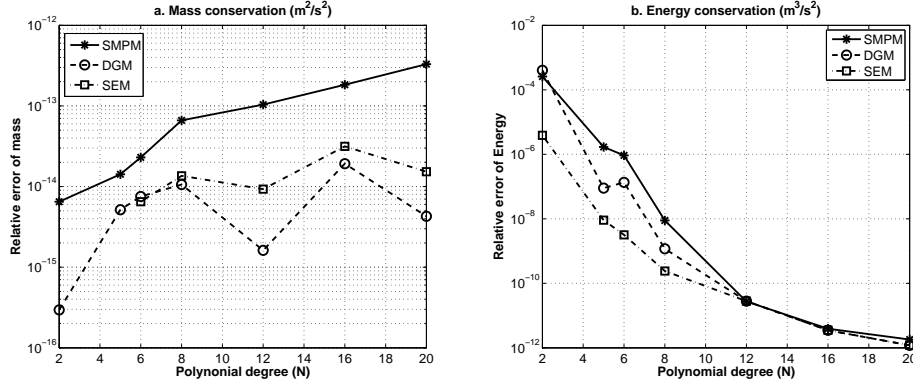 a. Mass conservation (m²/s²)
SMPM
DGM
SEM
Relative error of mass
10⁻¹²
10⁻¹³
10⁻¹⁴
10⁻¹⁵
10⁻¹⁶
2 4 6 8 10 12 14 16 18 20
Polynonial degree (N)
b. Energy conservation (m³/s²)
SMPM
DGM
SEM
Relative error of Energy
10⁻²
10⁻⁴
10⁻⁶
10⁻⁸
10⁻¹⁰
10⁻¹²
2 4 6 8 10 12 14 16 18 20
Polynomial degree (N)